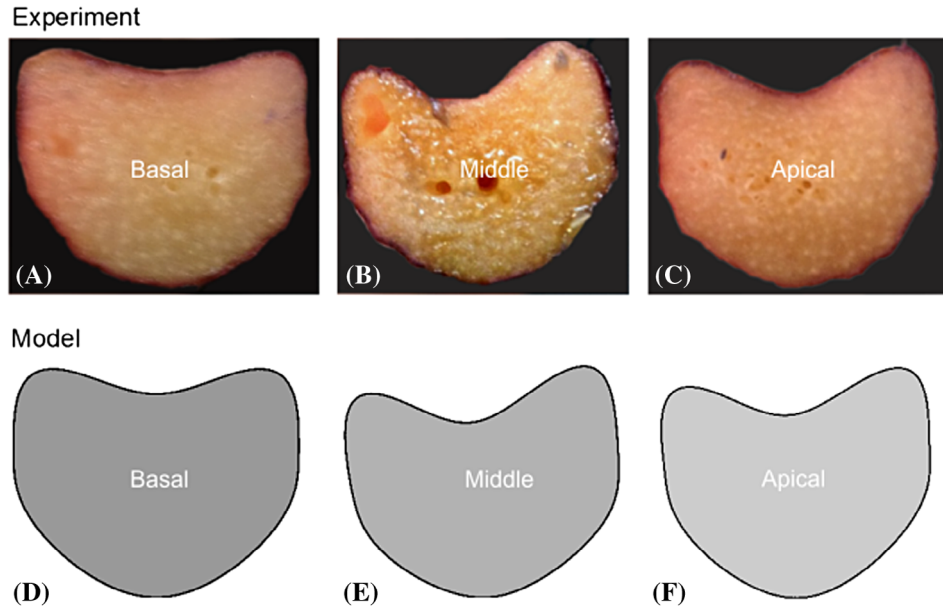 Experiment
Basal
Middle
Apical
(A)
(B)
(C)
Model
Basal
Middle
Apical
(D)
(E)
(F)